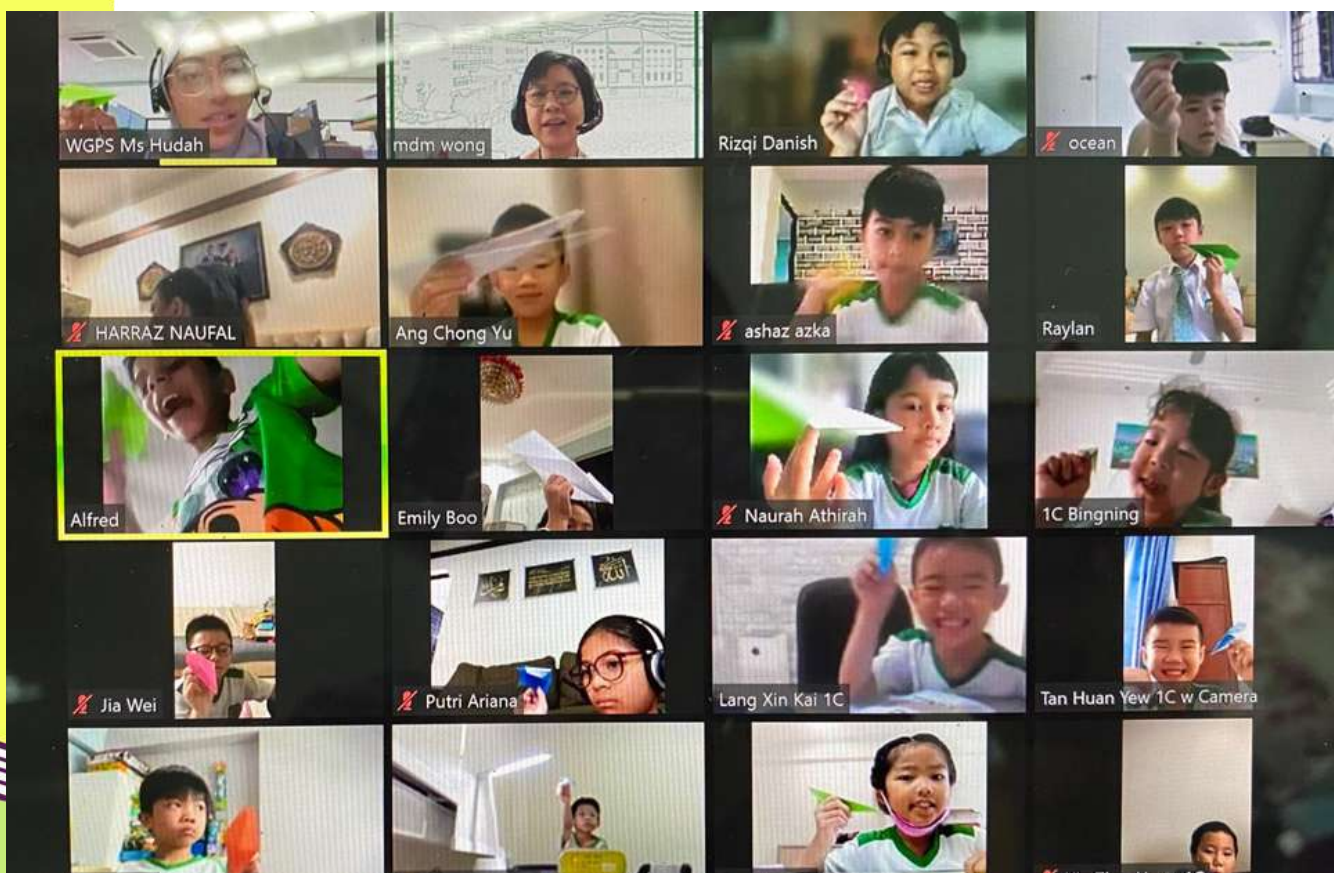 WGPS Ms Hudah
mdm wong
Rizqi Danish
ocean
HARRAZ NAUFAL
Ang Chong Yu
ashaz azka
Raylan
Alfred
Emily Boo
Naurah Athirah
1C Bingning
Jia Wei
Putri Ariana
Lang Xin Kai 1C
Tan Huan Yew 1C w Camera